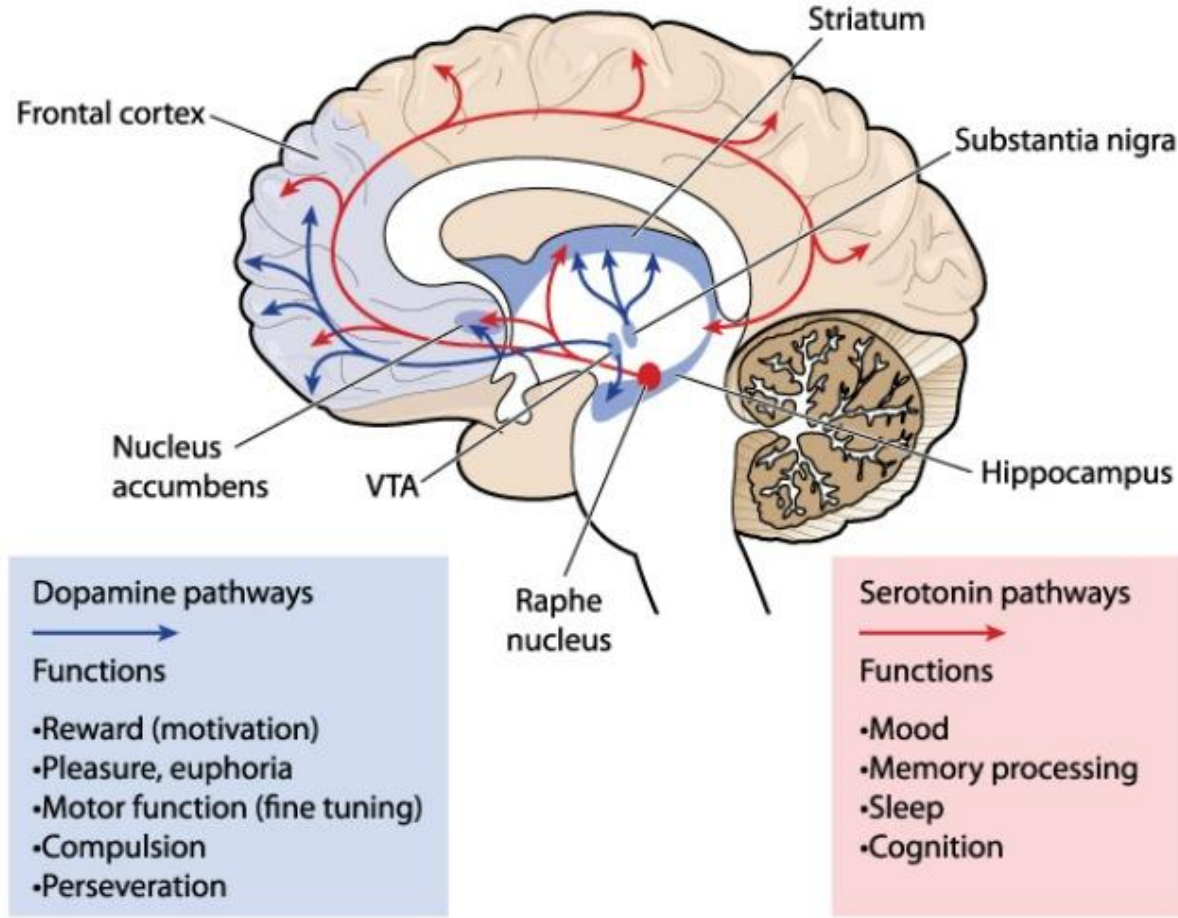 Striatum
Frontal cortex
Substantia nigra
Nucleus
accumbens
VTA
Hippocampus
Raphe
nucleus
Dopamine pathways
Functions
•Reward (motivation)
•Pleasure, euphoria
•Motor function (fine tuning)
•Compulsion
•Perseveration
Serotonin pathways
Functions
•Mood
•Memory processing
•Sleep
•Cognition